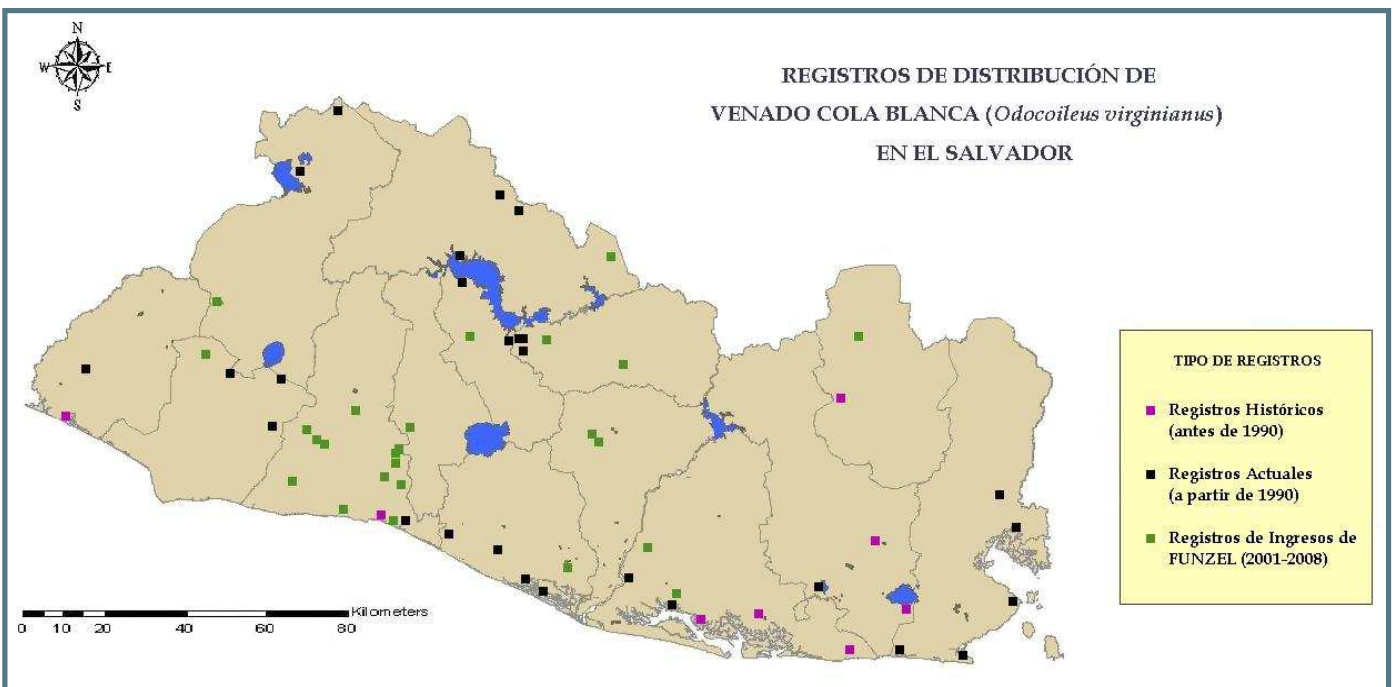 N
W E
S
REGISTROS DE DISTRIBUCIÓN DE
VENADO COLA BLANCA (Odocoileus virginianus)
EN EL SALVADOR
TIPO DE REGISTROS
Registros Históricos
(antes de 1990)
Registros Actuales
(a partir de 1990)
Registros de Ingresos de
FUNZEL (2001-2008)
Kilometers
0 10 20 40 60 80